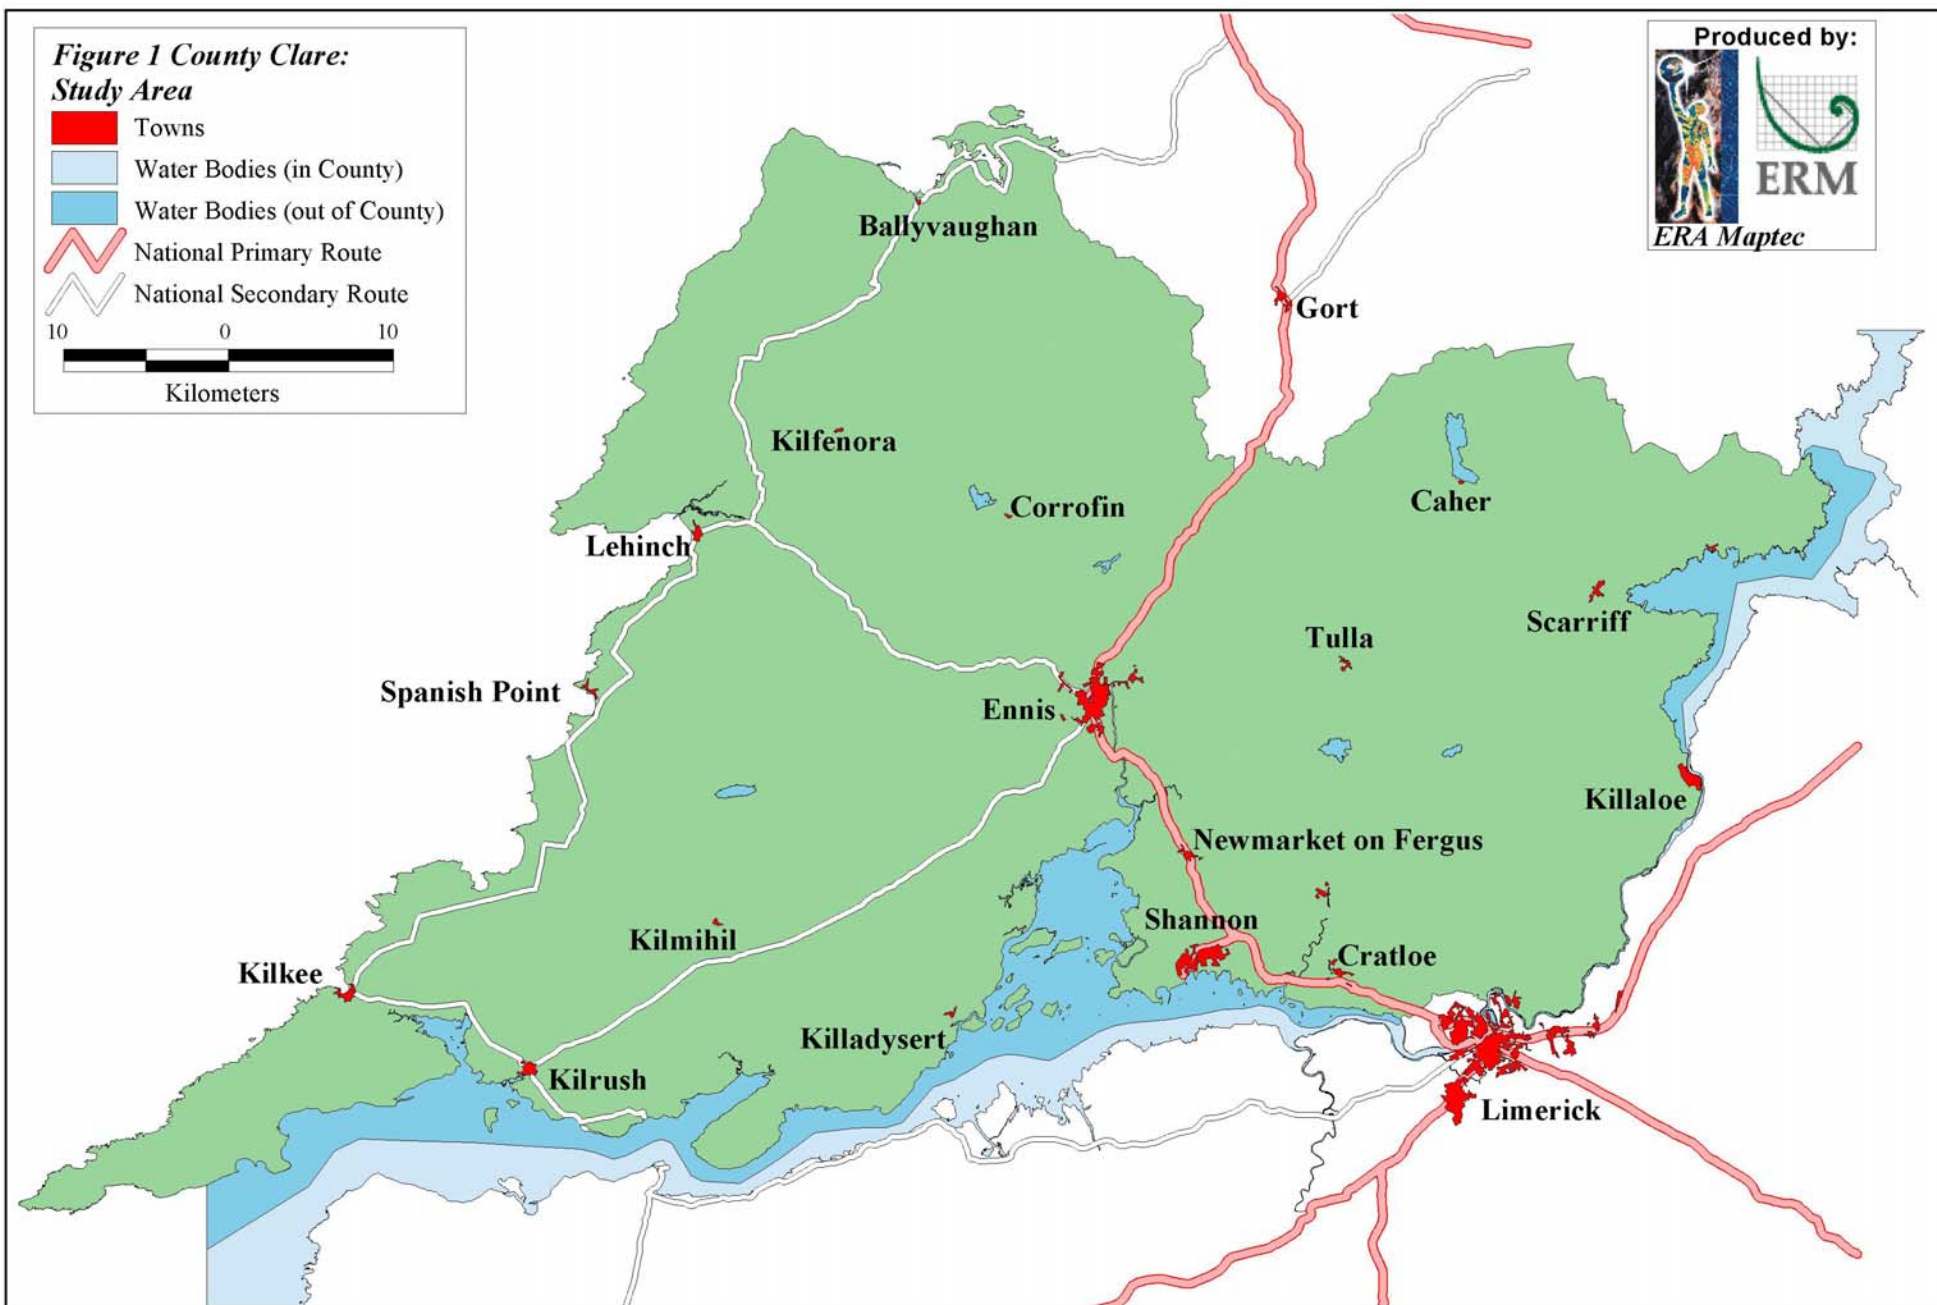 Figure 1 County Clare:
Study Area
Towns
Water Bodies (in County)
Water Bodies (out of County)
National Primary Route
National Secondary Route
10 0 10
Kilometers
Produced by:
ERM
ERA Maptec
Ballyvaughan
Gort
Kilfenora
Corrofin
Caher
Lehinch
Scarriff
Tulla
Spanish Point
Ennis
Killaloe
Newmarket on Fergus
Shannon
Kilmihil
Cratloe
Kilkee
Killadysert
Kilrush
Limerick